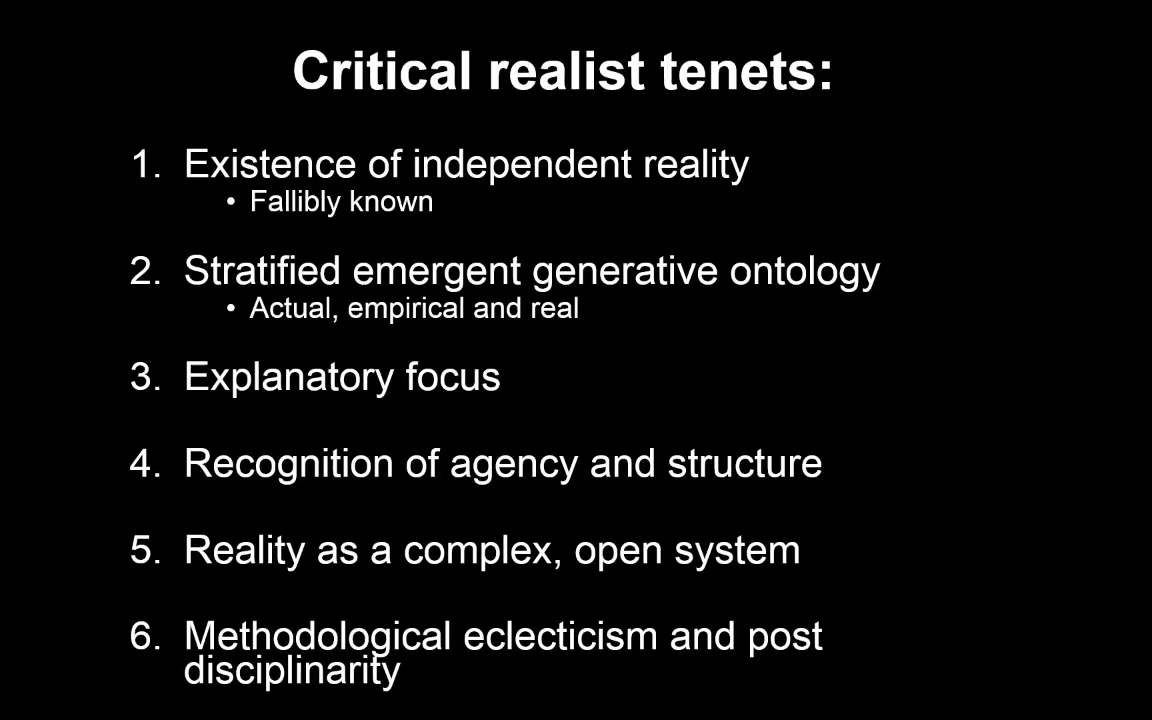 Critical realist tenets:
1. Existence of independent reality
• Fallibly known
2. Stratified emergent generative ontology
• Actual, empirical and real
3. Explanatory focus
4. Recognition of agency and structure
5. Reality as a complex, open system
6. Methodological eclecticism and post
disciplinarity